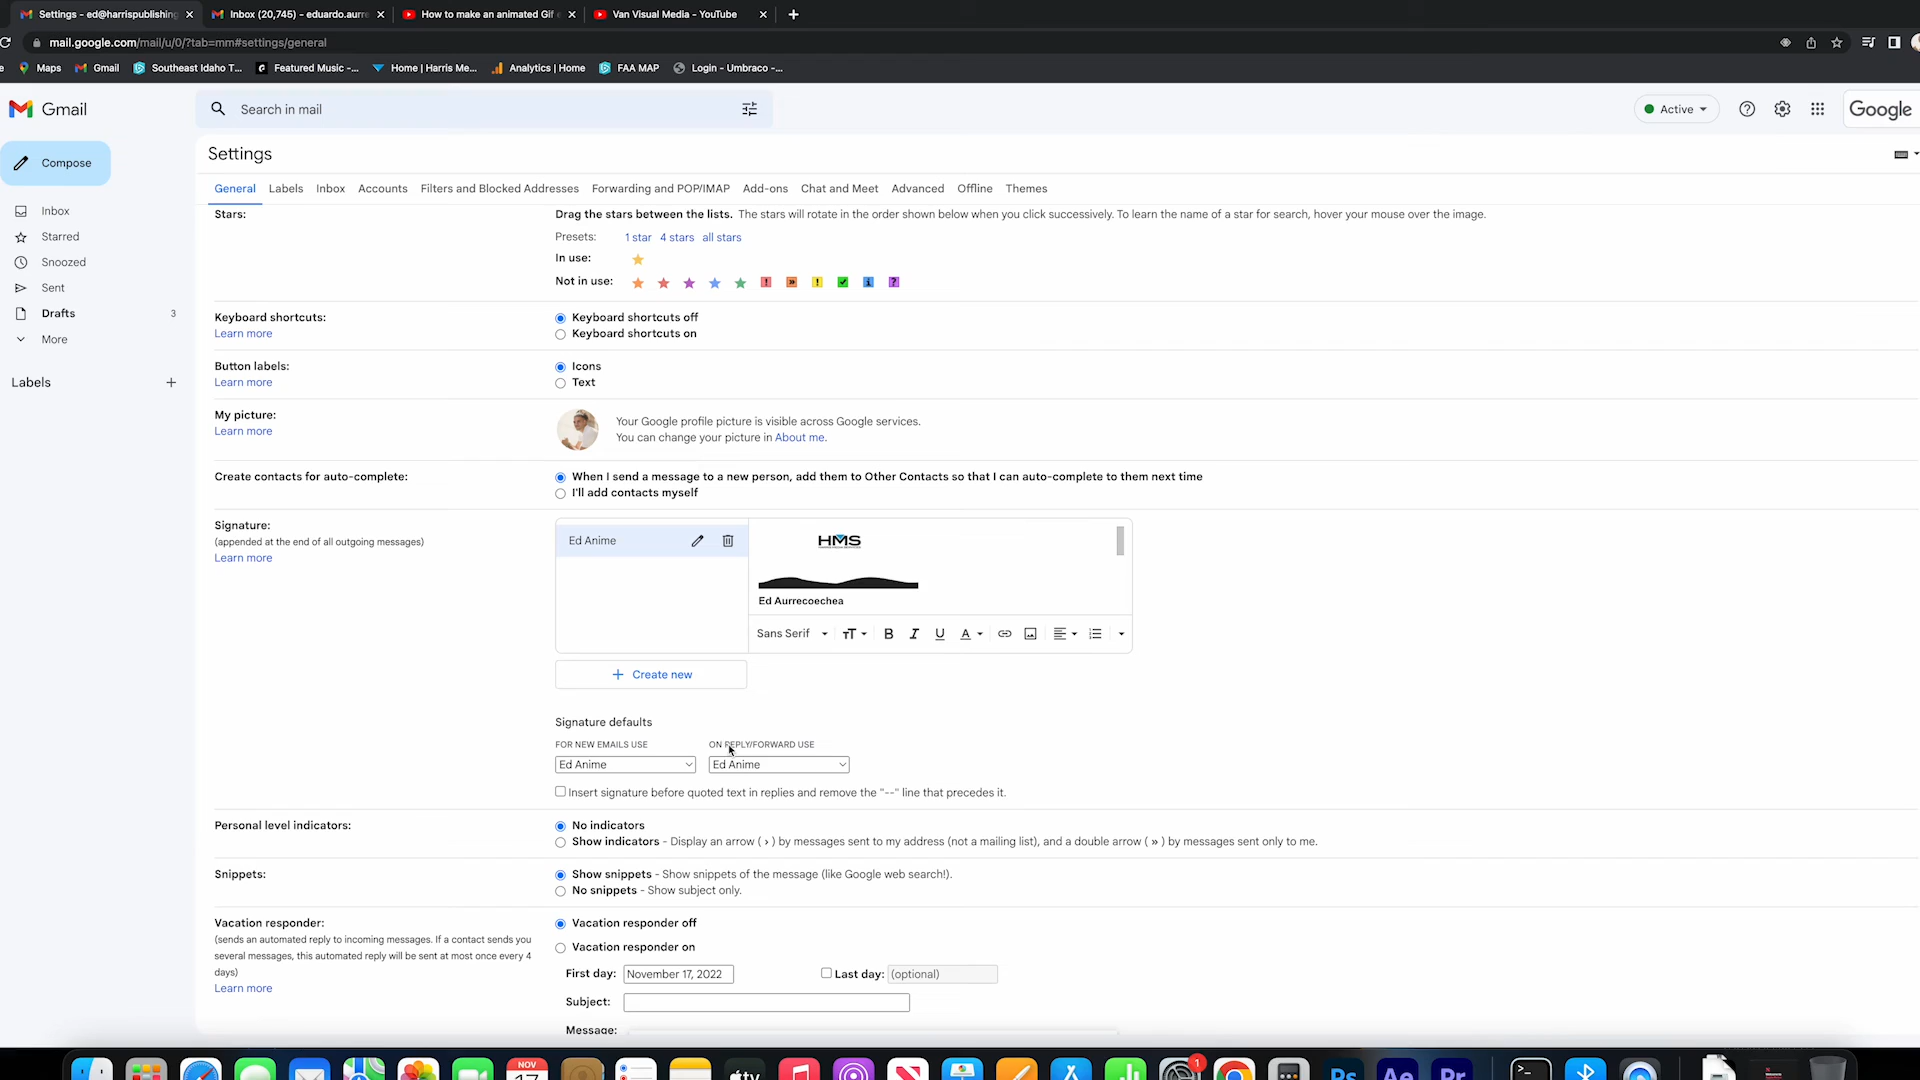 Settings - ed@harrispublishing
Inbox (20,745) - eduardo.aurre
How to make an animated Gif
Van Visual Media - YouTube
mail.google.com/mail/u/0/?tab=mm#settings/general
Maps
Gmail
Southeast Idaho T...
Featured Music -...
Home | Harris Me...
Analytics | Home
FAA MAP
Login - Umbraco -...
Gmail
Search in mail
Active
Google
Compose
Inbox
Starred
Snoozed
Sent
Drafts 3
More
Labels
Settings
General Labels Inbox Accounts Filters and Blocked Addresses Forwarding and POP/IMAP Add-ons Chat and Meet Advanced Offline Themes
Stars:
Drag the stars between the lists. The stars will rotate in the order shown below when you click successively. To learn the name of a star for search, hover your mouse over the image.
Presets: 1 star 4 stars all stars
In use:
Not in use:
Keyboard shortcuts:
Learn more
Keyboard shortcuts off
Keyboard shortcuts on
Button labels:
Learn more
Icons
Text
My picture:
Learn more
Your Google profile picture is visible across Google services.
You can change your picture in About me.
Create contacts for auto-complete:
When I send a message to a new person, add them to Other Contacts so that I can auto-complete to them next time
I'll add contacts myself
Signature:
(appended at the end of all outgoing messages)
Learn more
Ed Anime
HMS
Ed Aurrecoechea
Sans Serif
Create new
Signature defaults
FOR NEW EMAILS USE
ON REPLY/FORWARD USE
Ed Anime
Ed Anime
Insert signature before quoted text in replies and remove the "--" line that precedes it.
Personal level indicators:
No indicators
Show indicators - Display an arrow ( › ) by messages sent to my address (not a mailing list), and a double arrow ( » ) by messages sent only to me.
Snippets:
Show snippets - Show snippets of the message (like Google web search!).
No snippets - Show subject only.
Vacation responder:
(sends an automated reply to incoming messages. If a contact sends you
several messages, this automated reply will be sent at most once every 4
days)
Learn more
Vacation responder off
Vacation responder on
First day: November 17, 2022
Last day: (optional)
Subject:
Message:
NOV
17
tv
1
Ps
Ae
Pr